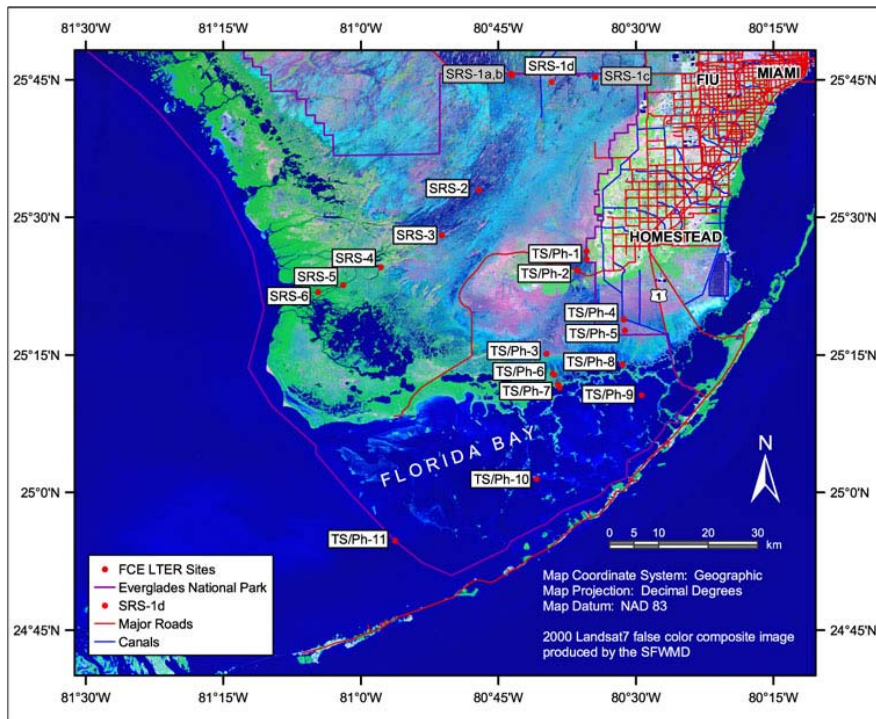 81°30'W 81°15'W 81°0'W 80°45'W 80°30'W 80°15'W
25°45'N 25°45'N
SRS-1a,b
SRS-1d
SRS-1c
FIU
MIAMI
SRS-2
25°30'N 25°30'N
SRS-3
HOMESTEAD
TS/Ph-1
SRS-4
TS/Ph-2
SRS-5
SRS-6
1
TS/Ph-4
TS/Ph-5
25°15'N 25°15'N
TS/Ph-3
TS/Ph-8
TS/Ph-6
TS/Ph-7
TS/Ph-9
FLORIDA BAY
N
TS/Ph-10
25°0'N 25°0'N
TS/Ph-11
0 5 10 20 30
km
FCE LTER Sites
Everglades National Park
SRS-1d
Major Roads
Canals
Map Coordinate System: Geographic
Map Projection: Decimal Degrees
Map Datum: NAD 83
2000 Landsat7 false color composite image
produced by the SFWMD
24°45'N 24°45'N
81°30'W 81°15'W 81°0'W 80°45'W 80°30'W 80°15'W